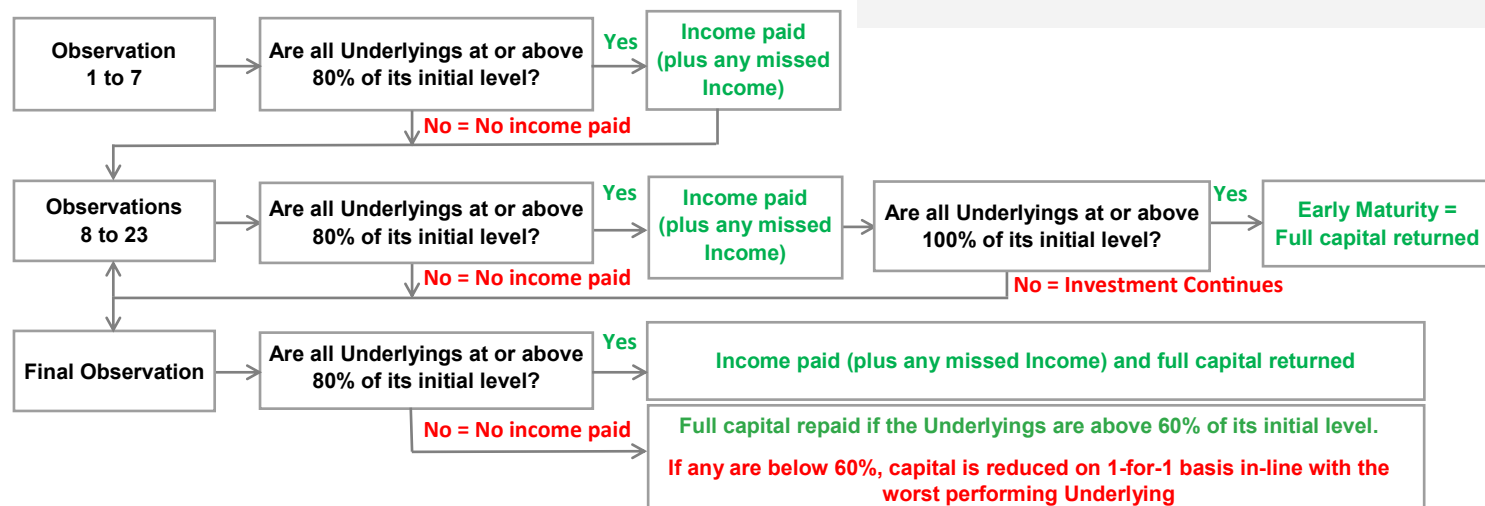 Observation
1 to 7
Are all Underlyings at or above
80% of its initial level?
Yes
Income paid
(plus any missed
Income)
No = No income paid
Observations
8 to 23
Are all Underlyings at or above
80% of its initial level?
Yes
Income paid
(plus any missed
Income)
Are all Underlyings at or above
100% of its initial level?
Yes
Early Maturity =
Full capital returned
No = No income paid
No = Investment Continues
Final Observation
Are all Underlyings at or above
80% of its initial level?
Yes
Income paid (plus any missed Income) and full capital returned
No = No income paid
Full capital repaid if the Underlyings are above 60% of its initial level.
If any are below 60%, capital is reduced on 1-for-1 basis in-line with the
worst performing Underlying